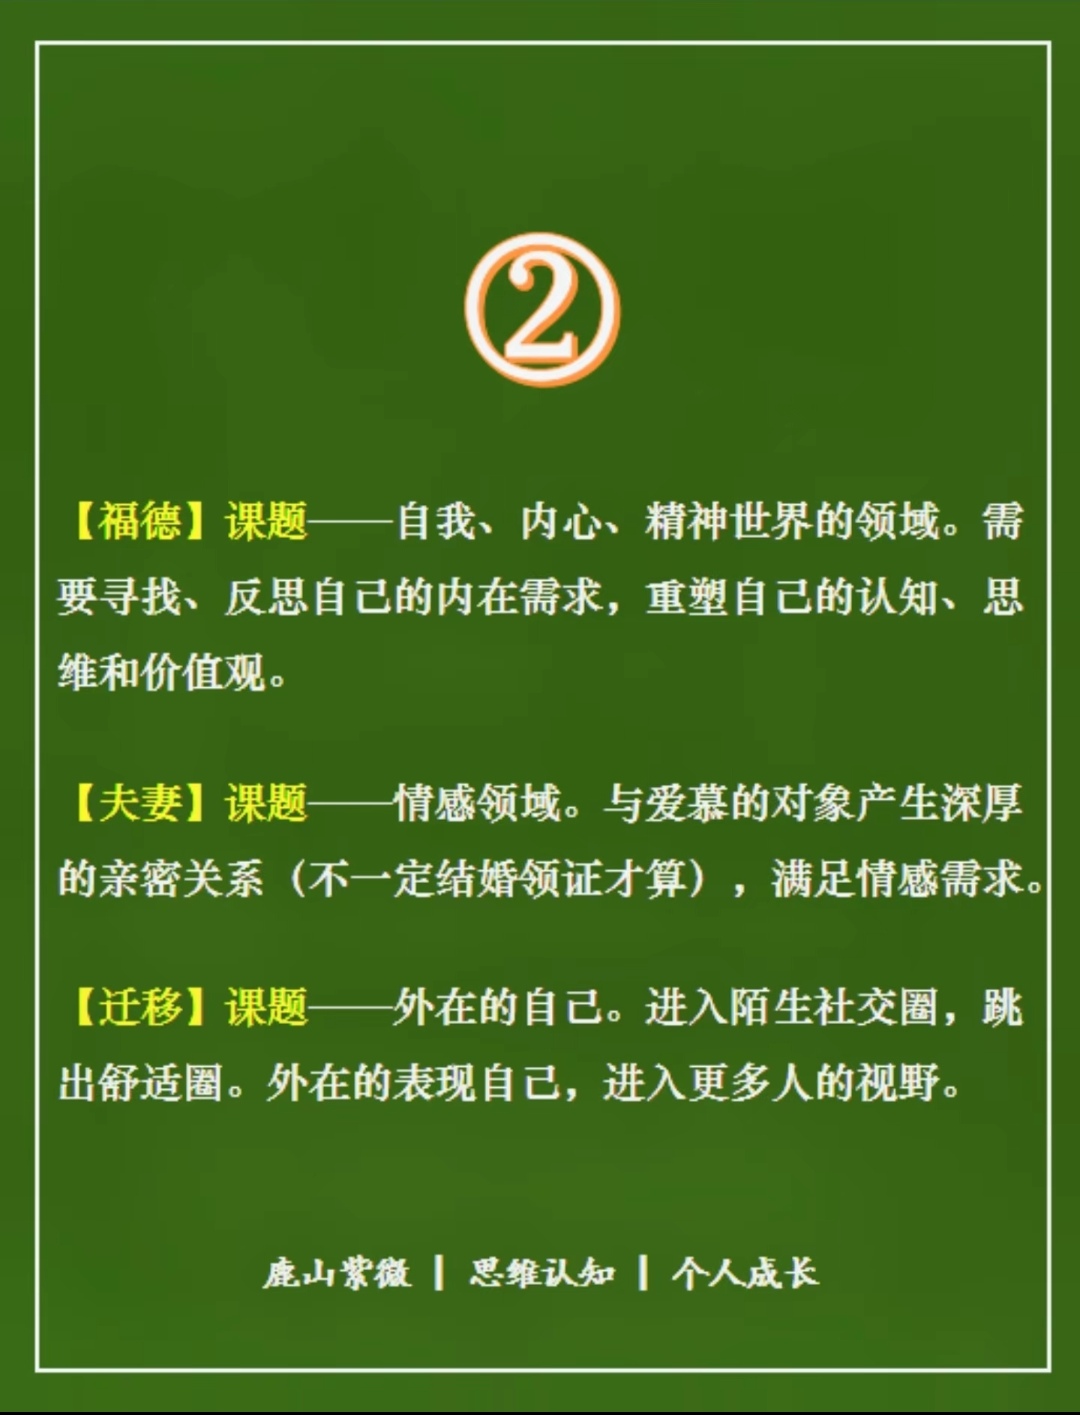 ②
【福德】课题——自我、内心、精神世界的领域。需
要寻找、反思自己的内在需求，重塑自己的认知、思
维和价值观。
【夫妻】课题——情感领域。与爱慕的对象产生深厚
的亲密关系（不一定结婚领证才算），满足情感需求。
【迁移】课题——外在的自己。进入陌生社交圈，跳
出舒适圈。外在的表现自己，进入更多人的视野。
鹿山紫微 | 思维认知 | 个人成长